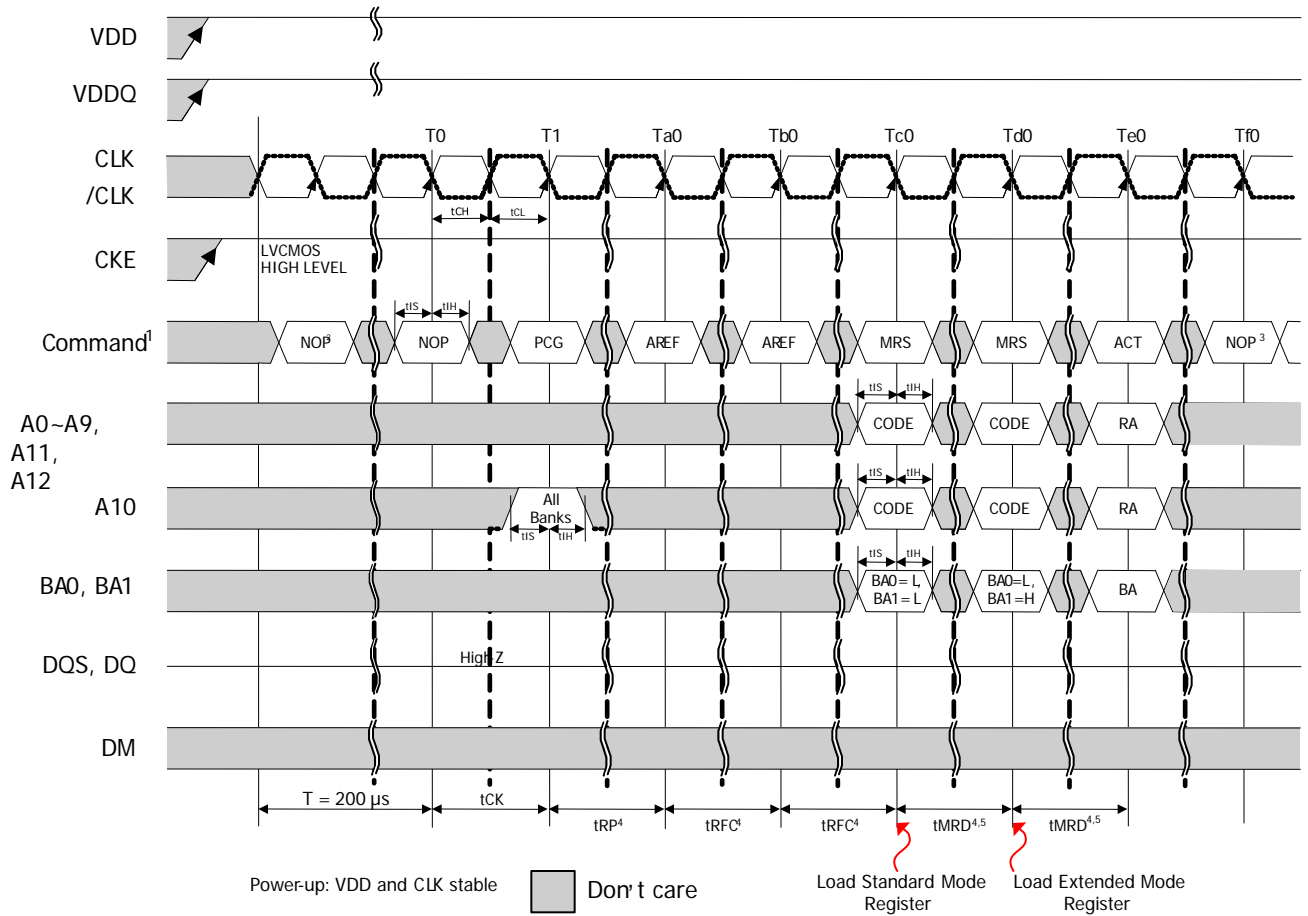 VDD
VDDQ
T0 T1 Ta0 Tb0 Tc0 Td0 Te0 Tf0
CLK
/CLK
tCH tCL
CKE
LVCMOS
HIGH LEVEL
tIS tIH
Command1
NOP3 NOP PCG AREF AREF MRS MRS ACT NOP 3
tIS tIH
A0~A9,
A11,
A12
CODE CODE RA
tIS tIH
A10
All
Banks
CODE CODE RA
tIS tIH
tIS tIH
BA0, BA1
BA0= L,
BA1= L
BA0=L,
BA1=H
BA
DQS, DQ
High-Z
DM
T = 200 µs
tCK
tRP4 tRFC4 tRFC4 tMRD4,5 tMRD4,5
Power-up: VDD and CLK stable
Don't care
Load Standard Mode
Register
Load Extended Mode
Register